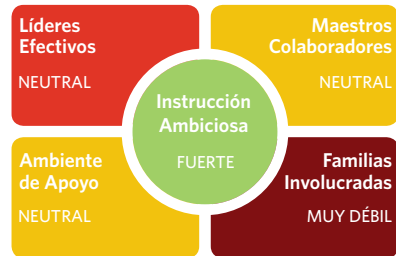 Líderes
Efectivos
NEUTRAL
Maestros
Colaboradores
NEUTRAL
Instrucción
Ambiciosa
FUERTE
Ambiente
de Apoyo
NEUTRAL
Familias
Involucradas
MUY DÉBIL